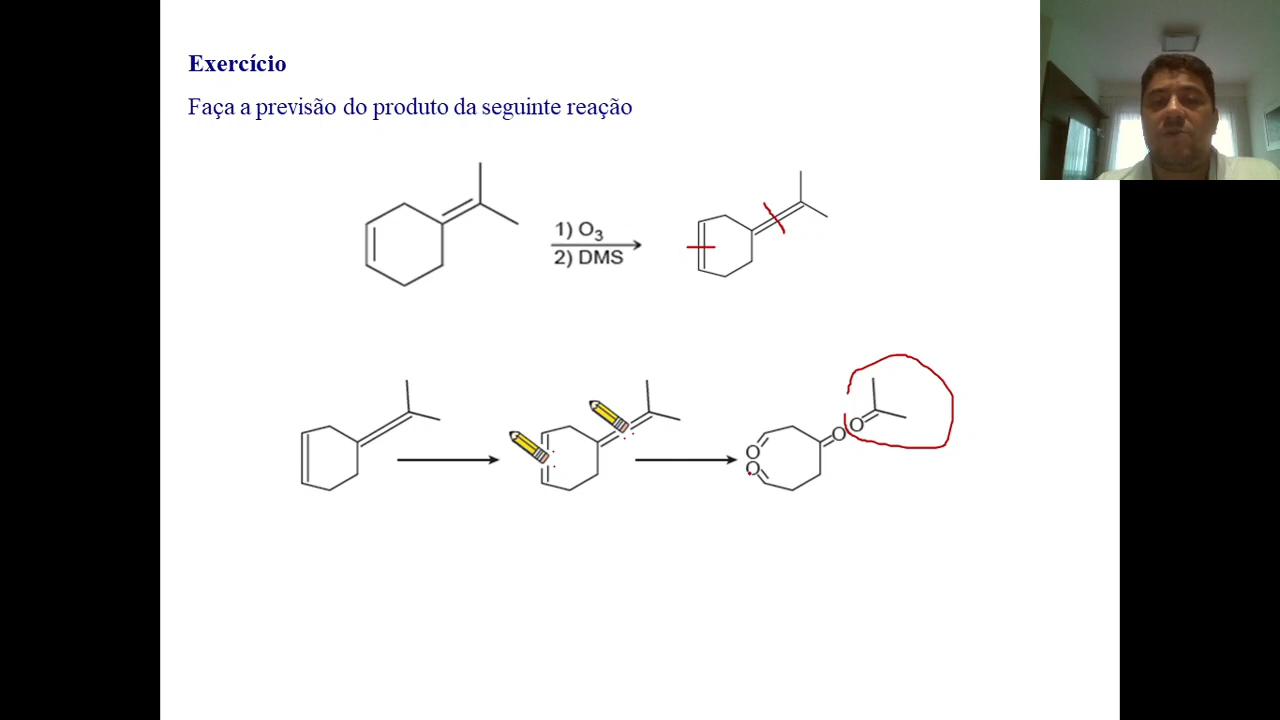 Exercício
Faça a previsão do produto da seguinte reação
1) O₃
2) DMS
O
O
O
O